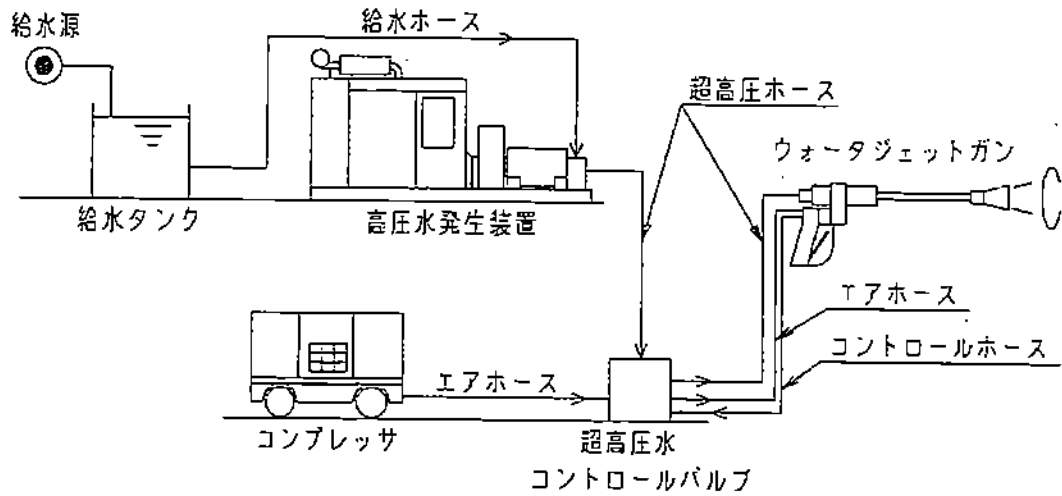 給水源
給水ホース
超高圧ホース
ウォータジェットガン
給水タンク
高圧水発生装置
エアホース
コントロールホース
エアホース
コンプレッサ
超高圧水
コントロールバルブ